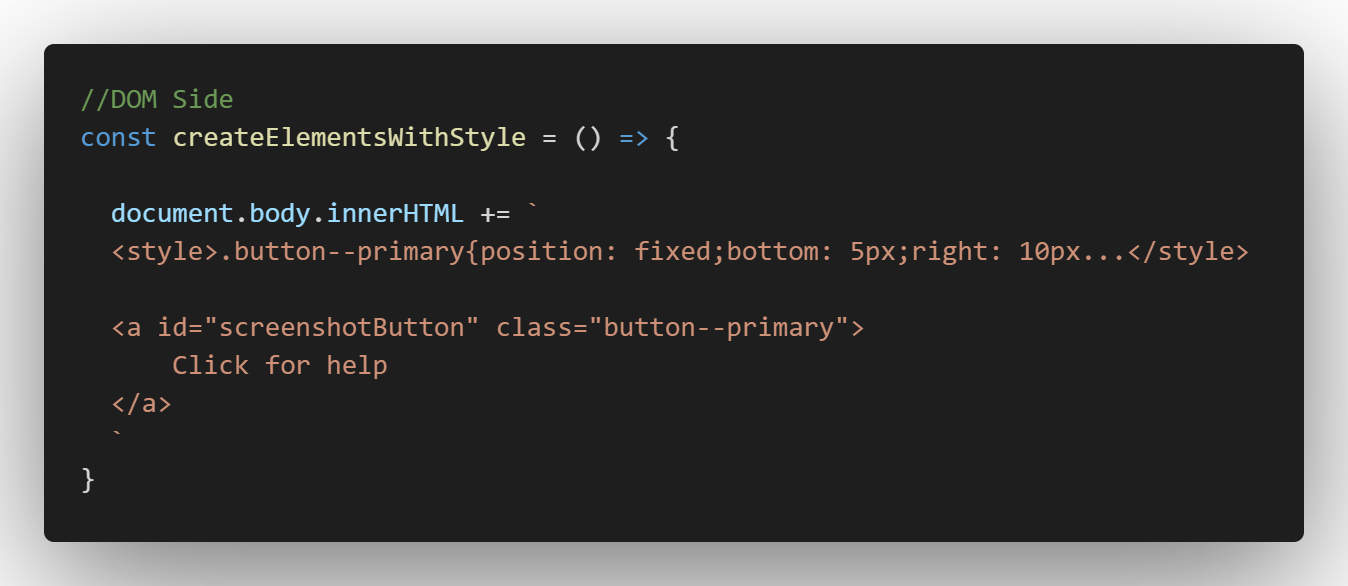 //DOM Side
const createElementsWithStyle = () => {
document.body.innerHTML += `
<style>.button--primary{position: fixed;bottom: 5px;right: 10px...</style>
<a id="screenshotButton" class="button--primary">
Click for help
</a>
`
}